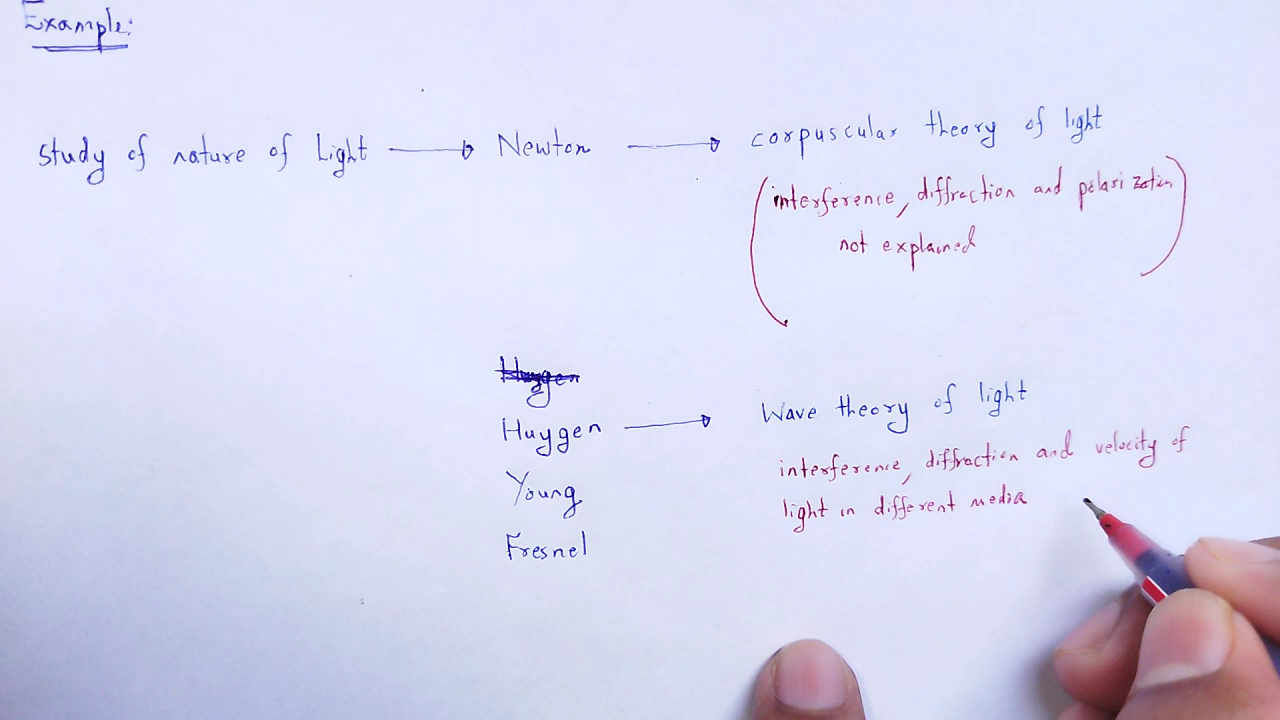 Example:
Study of nature of Light → Newton → corpuscular theory of light
(interference, diffraction and polarization
not explained)
Huygen
Huygen → Wave theory of light
interference, diffraction and velocity of
Young
light in different media
Fresnel